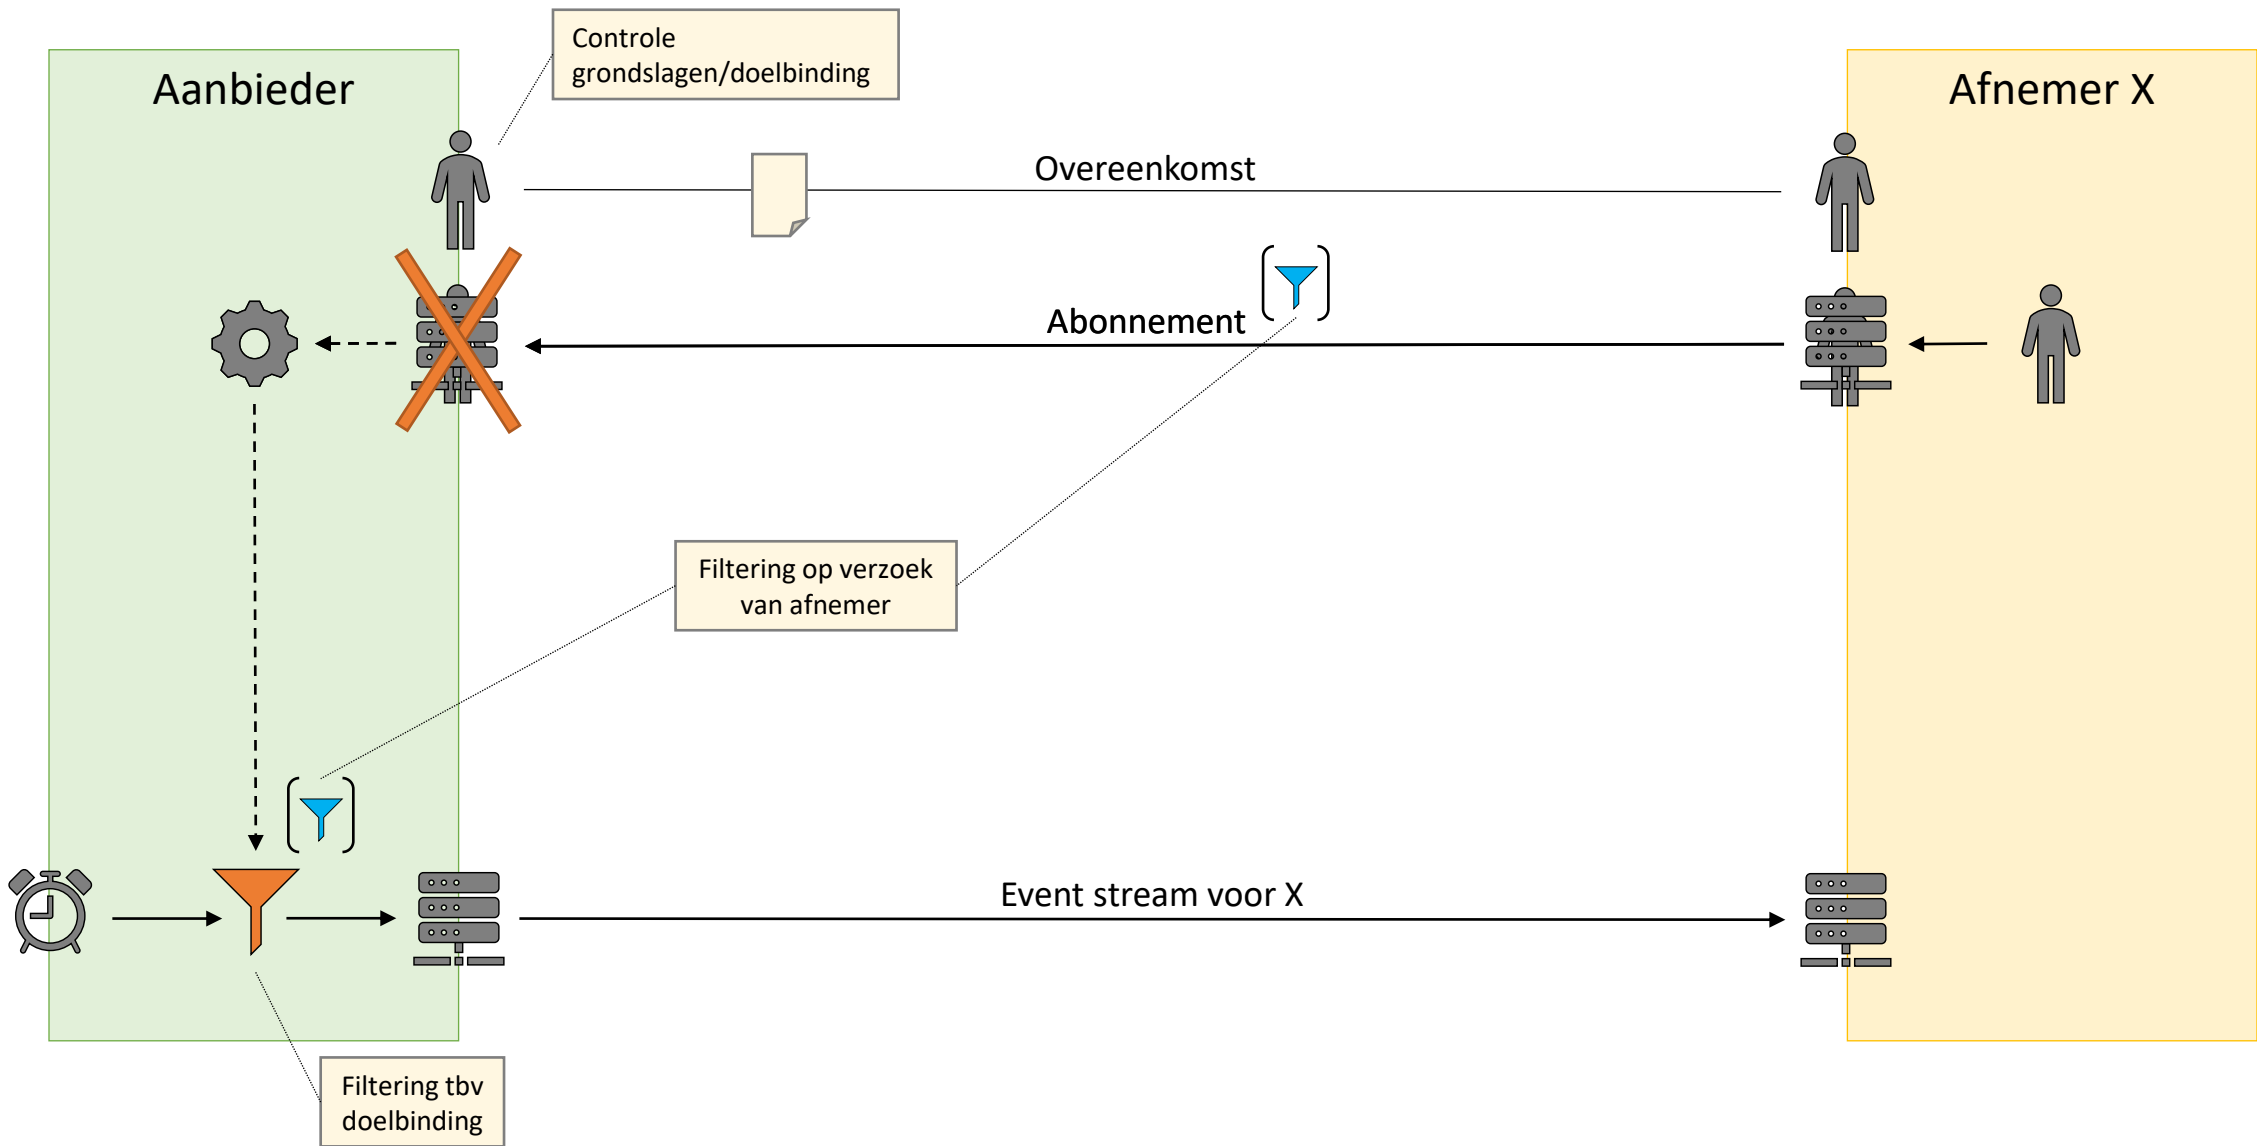 Controle
grondslagen/doelbinding
Aanbieder
Afnemer X
Overeenkomst
Abonnement
Filtering op verzoek
van afnemer
Event stream voor X
Filtering tbv
doelbinding